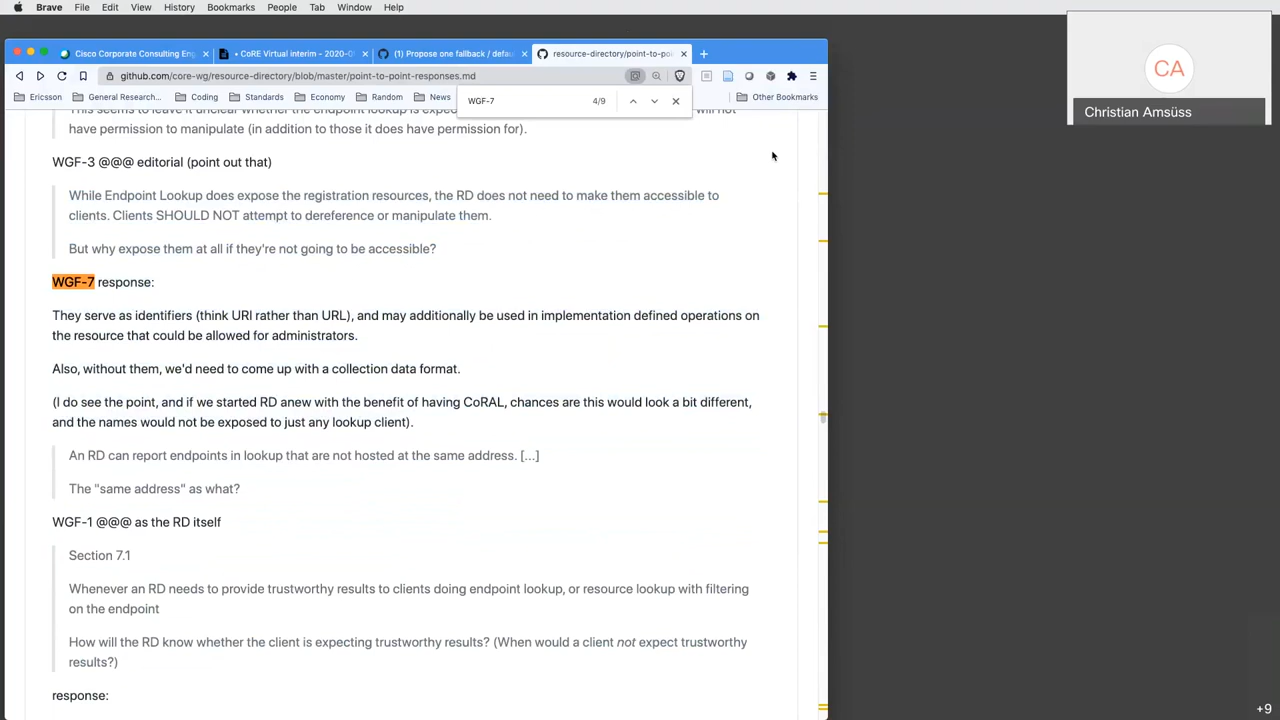 Brave File Edit View History Bookmarks People Tab Window Help
Cisco Corporate Consulting Eng
• CoRE Virtual interim – 2020-0
(1) Propose one fallback / defau
resource-directory/point-to-poi
github.com/core-wg/resource-directory/blob/master/point-to-point-responses.md
Ericsson General Research... Coding Standards Economy Random News Other Bookmarks
WGF-7 4/9
have permission to manipulate (in addition to those it does have permission for).
WGF-3 @@@ editorial (point out that)
While Endpoint Lookup does expose the registration resources, the RD does not need to make them accessible to
clients. Clients SHOULD NOT attempt to dereference or manipulate them.
But why expose them at all if they're not going to be accessible?
WGF-7 response:
They serve as identifiers (think URI rather than URL), and may additionally be used in implementation defined operations on
the resource that could be allowed for administrators.
Also, without them, we'd need to come up with a collection data format.
(I do see the point, and if we started RD anew with the benefit of having CoRAL, chances are this would look a bit different,
and the names would not be exposed to just any lookup client).
An RD can report endpoints in lookup that are not hosted at the same address. [...]
The "same address" as what?
WGF-1 @@@ as the RD itself
Section 7.1
Whenever an RD needs to provide trustworthy results to clients doing endpoint lookup, or resource lookup with filtering
on the endpoint
How will the RD know whether the client is expecting trustworthy results? (When would a client not expect trustworthy
results?)
response:
CA
Christian Amsüss
+9